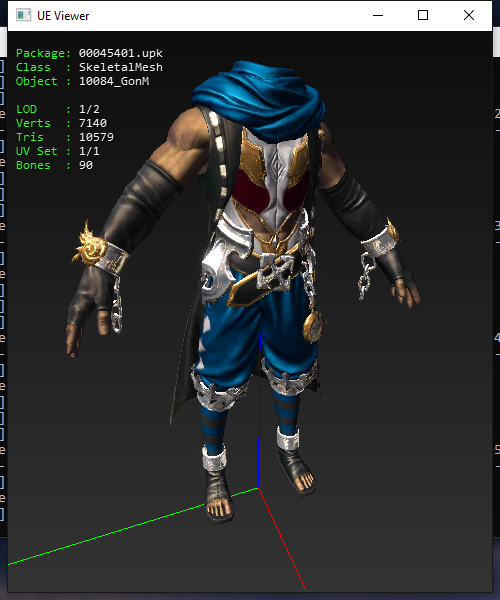 UE Viewer
Package: 00045401.upk
Class  : SkeletalMesh
Object : 10084_GonM
LOD    : 1/2
Verts  : 7140
Tris   : 10579
UV Set : 1/1
Bones  : 90